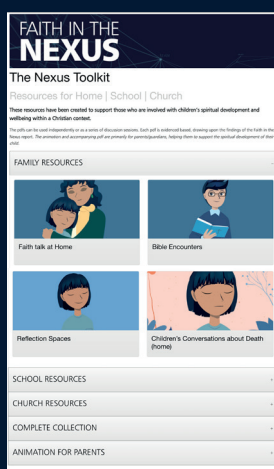 FAITH IN THE
NEXUS
The Nexus Toolkit
Resources for Home | School | Church
These resources have been created to support those who are involved with children's spiritual development and
wellbeing within a Christian context.
The pdfs can be used independently or as a series of discussion sessions. Each pdf is evidenced based, drawing upon the findings of the Faith in the
Nexus report. The animation and accompanying pdf are primarily for parents/guardians, helping them to support the spiritual development of their
child.
FAMILY RESOURCES
Faith talk at Home
Bible Encounters
Reflection Spaces
Children's Conversations about Death
(home)
SCHOOL RESOURCES
CHURCH RESOURCES
COMPLETE COLLECTION
ANIMATION FOR PARENTS